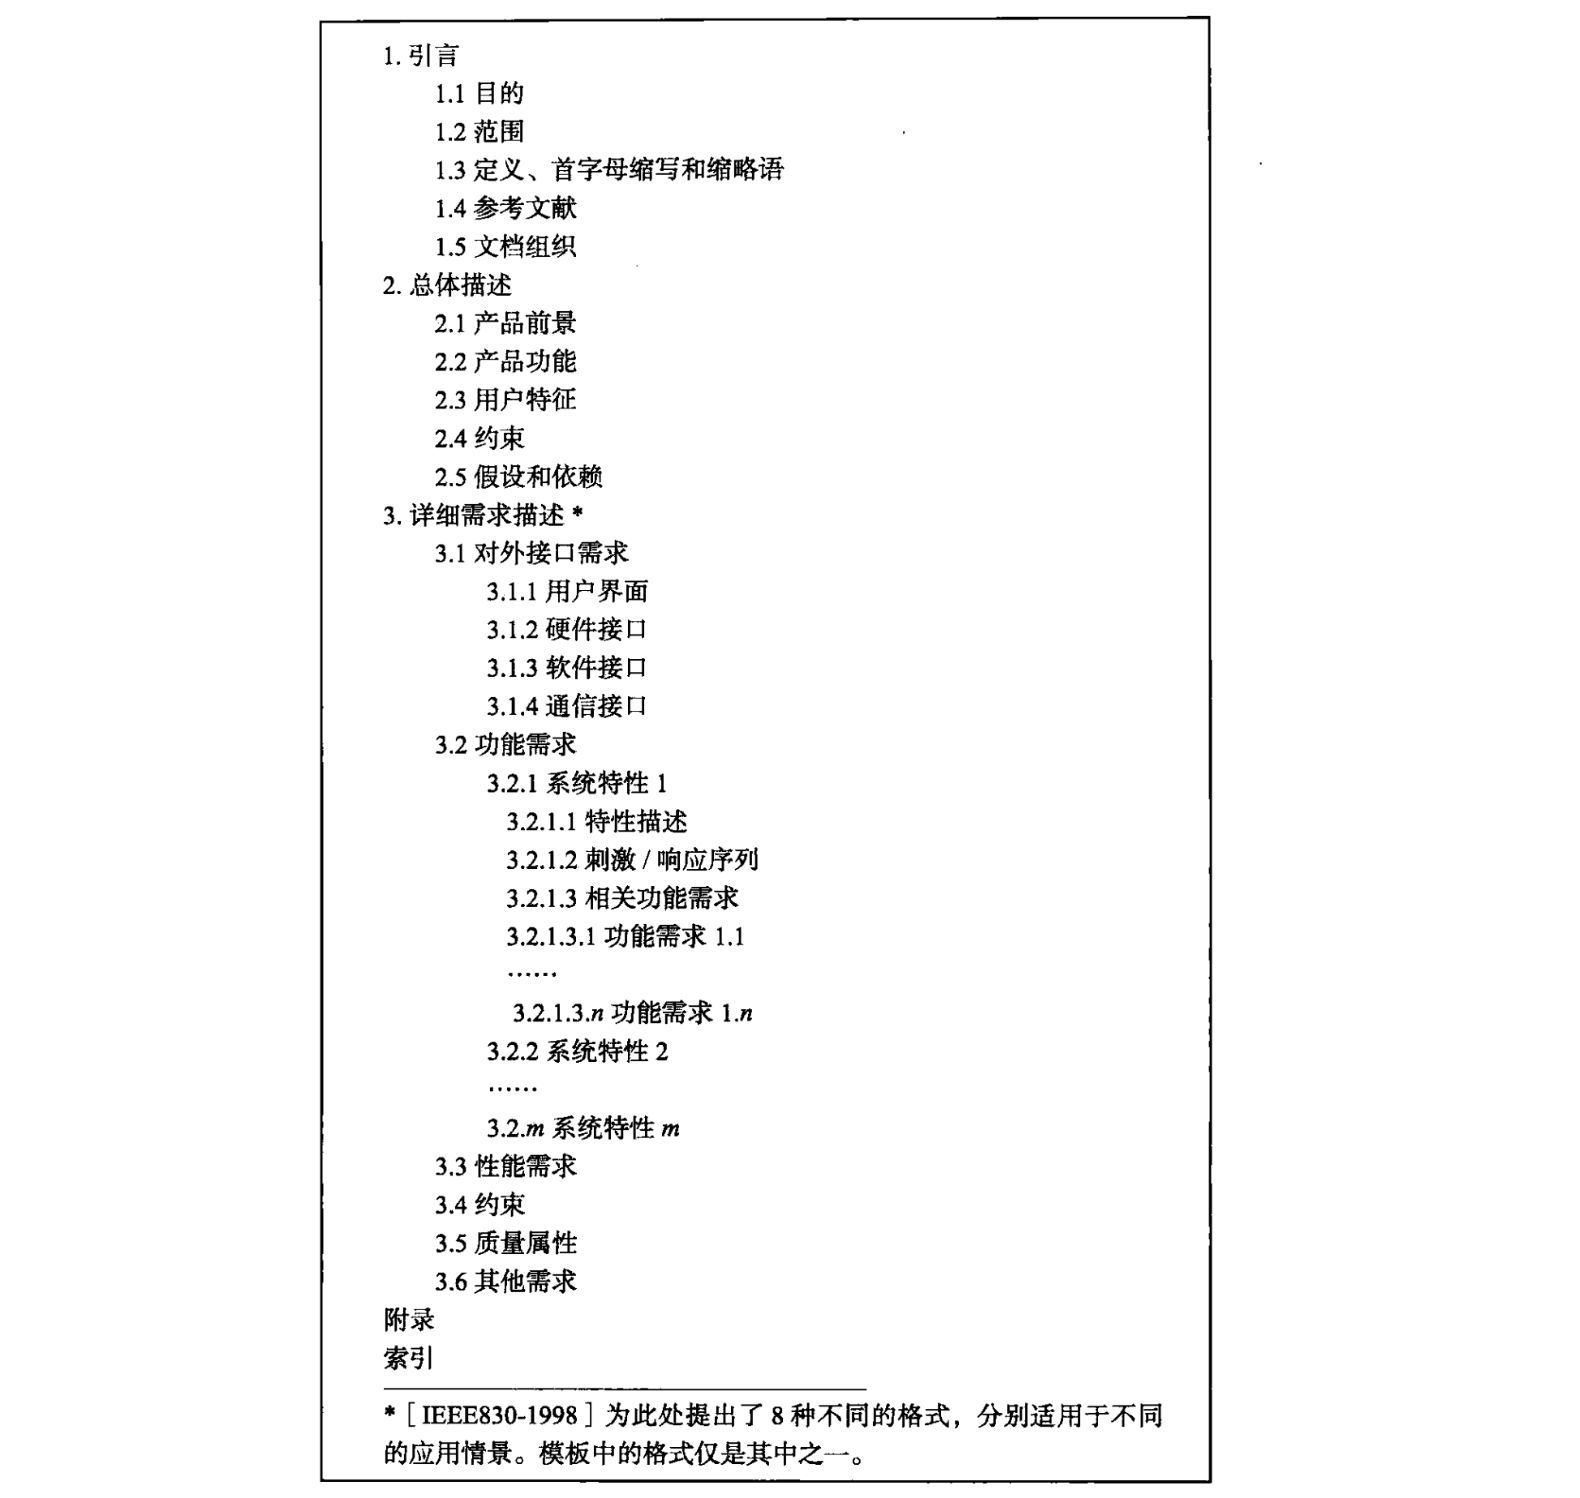 1. 引言
1.1 目的
1.2 范围
1.3 定义、首字母缩写和缩略语
1.4 参考文献
1.5 文档组织
2. 总体描述
2.1 产品前景
2.2 产品功能
2.3 用户特征
2.4 约束
2.5 假设和依赖
3. 详细需求描述 *
3.1 对外接口需求
3.1.1 用户界面
3.1.2 硬件接口
3.1.3 软件接口
3.1.4 通信接口
3.2 功能需求
3.2.1 系统特性 1
3.2.1.1 特性描述
3.2.1.2 刺激 / 响应序列
3.2.1.3 相关功能需求
3.2.1.3.1 功能需求 1.1
……
3.2.1.3.n 功能需求 1.n
3.2.2 系统特性 2
……
3.2.m 系统特性 m
3.3 性能需求
3.4 约束
3.5 质量属性
3.6 其他需求
附录
索引
* [ IEEE830-1998 ] 为此处提出了 8 种不同的格式，分别适用于不同
的应用情景。模板中的格式仅是其中之一。